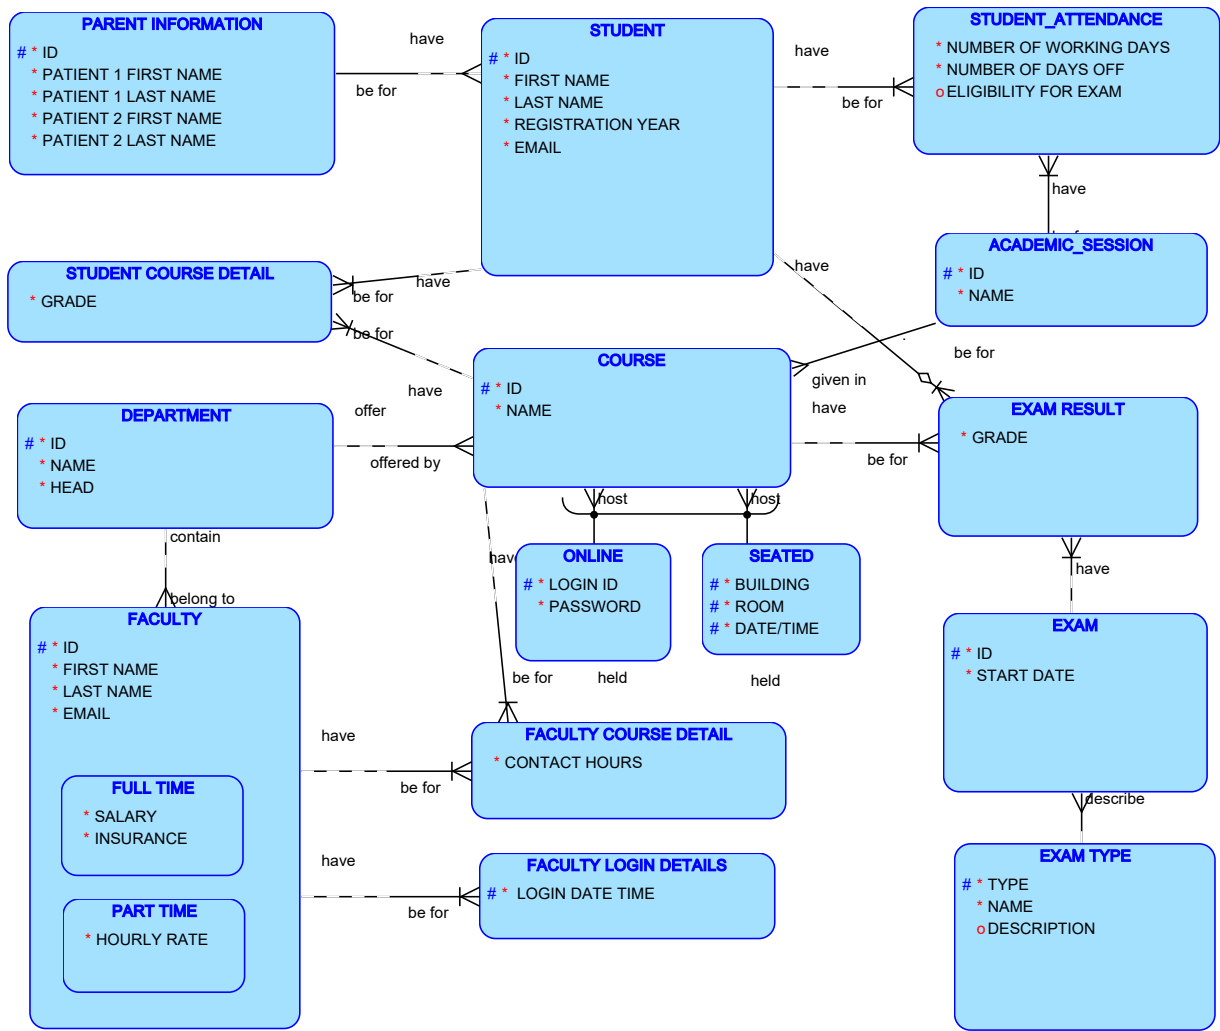 PARENT INFORMATION
# * ID
* PATIENT 1 FIRST NAME
* PATIENT 1 LAST NAME
* PATIENT 2 FIRST NAME
* PATIENT 2 LAST NAME
have
be for
STUDENT
# * ID
* FIRST NAME
* LAST NAME
* REGISTRATION YEAR
* EMAIL
have
be for
STUDENT_ATTENDANCE
* NUMBER OF WORKING DAYS
* NUMBER OF DAYS OFF
o ELIGIBILITY FOR EXAM
have
ACADEMIC_SESSION
# * ID
* NAME
STUDENT COURSE DETAIL
* GRADE
have
be for
be for
have
have
be for
given in
COURSE
# * ID
* NAME
have
be for
EXAM RESULT
* GRADE
DEPARTMENT
# * ID
* NAME
* HEAD
offer
offered by
contain
belong to
host
host
have
ONLINE
# * LOGIN ID
* PASSWORD
held
SEATED
# * BUILDING
# * ROOM
# * DATE/TIME
held
be for
have
EXAM
# * ID
* START DATE
describe
FACULTY
# * ID
* FIRST NAME
* LAST NAME
* EMAIL
FULL TIME
* SALARY
* INSURANCE
PART TIME
* HOURLY RATE
have
be for
FACULTY COURSE DETAIL
* CONTACT HOURS
have
be for
FACULTY LOGIN DETAILS
# * LOGIN DATE TIME
EXAM TYPE
# * TYPE
* NAME
o DESCRIPTION